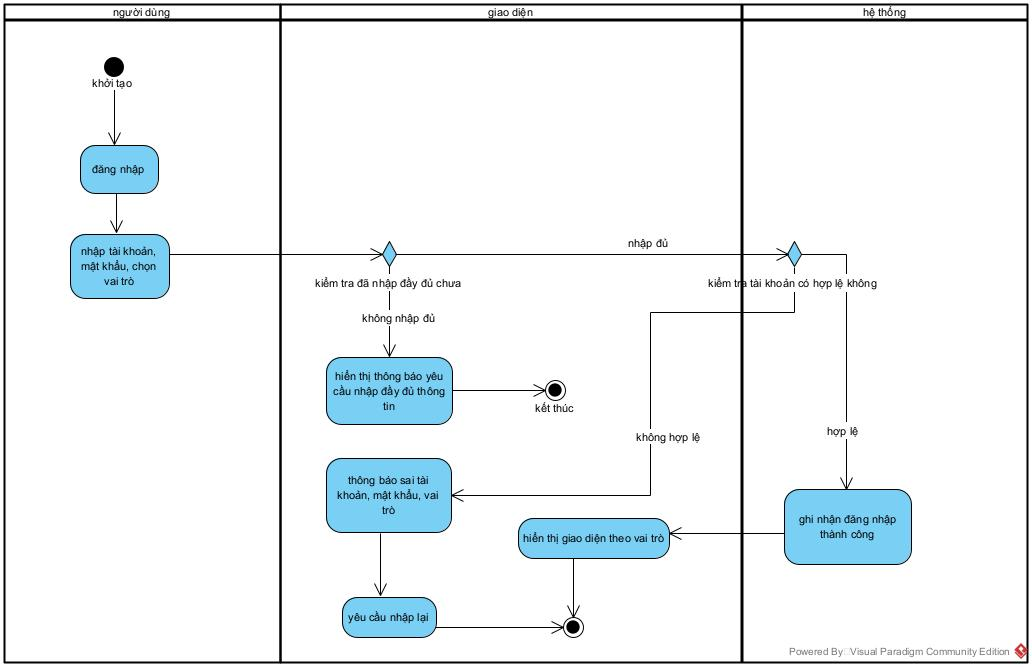 người dùng
giao diện
hệ thống
khởi tạo
đăng nhập
nhập tài khoản,
mật khẩu, chọn
vai trò
nhập đủ
kiểm tra đã nhập đầy đủ chưa
kiểm tra tài khoản có hợp lệ không
không nhập đủ
hiển thị thông báo yêu
cầu nhập đầy đủ thông
tin
kết thúc
hợp lệ
không hợp lệ
thông báo sai tài
khoản, mật khẩu, vai
trò
ghi nhận đăng nhập
thành công
hiển thị giao diện theo vai trò
yêu cầu nhập lại
Powered By Visual Paradigm Community Edition